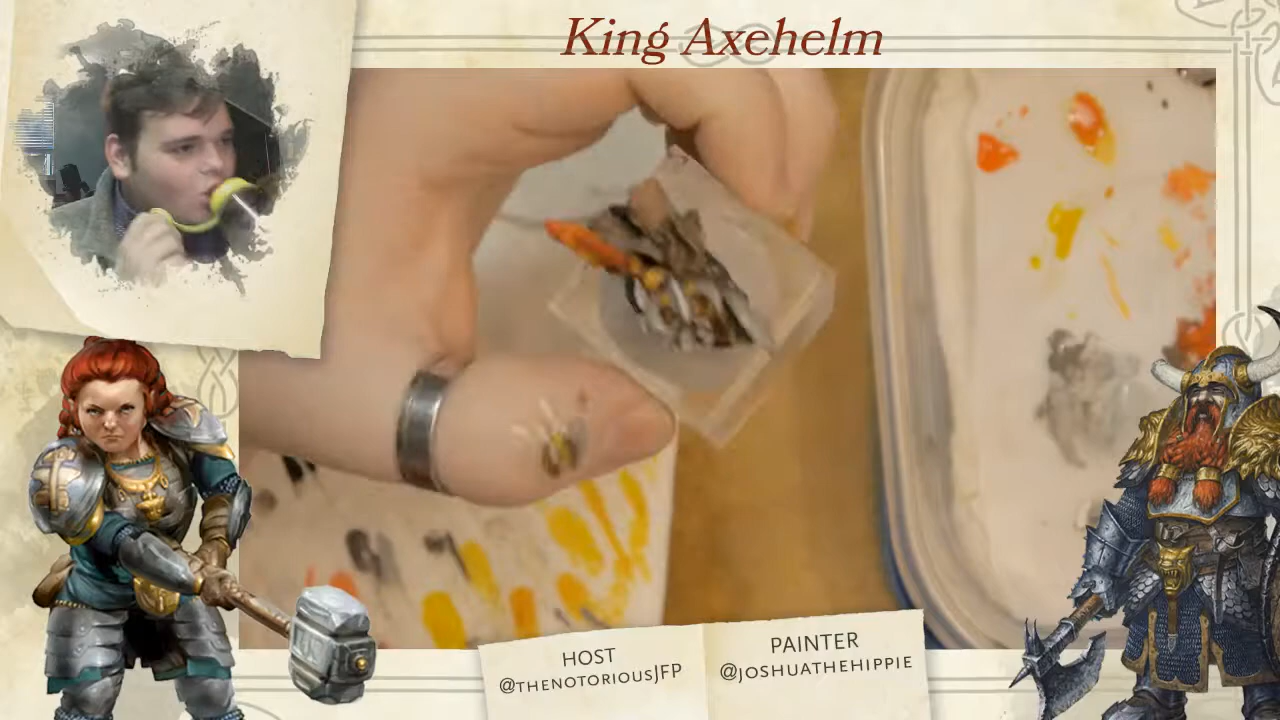 King Axehelm
HOST
@THENOTORIOUSJFP
PAINTER
@JOSHUATHEHIPPIE